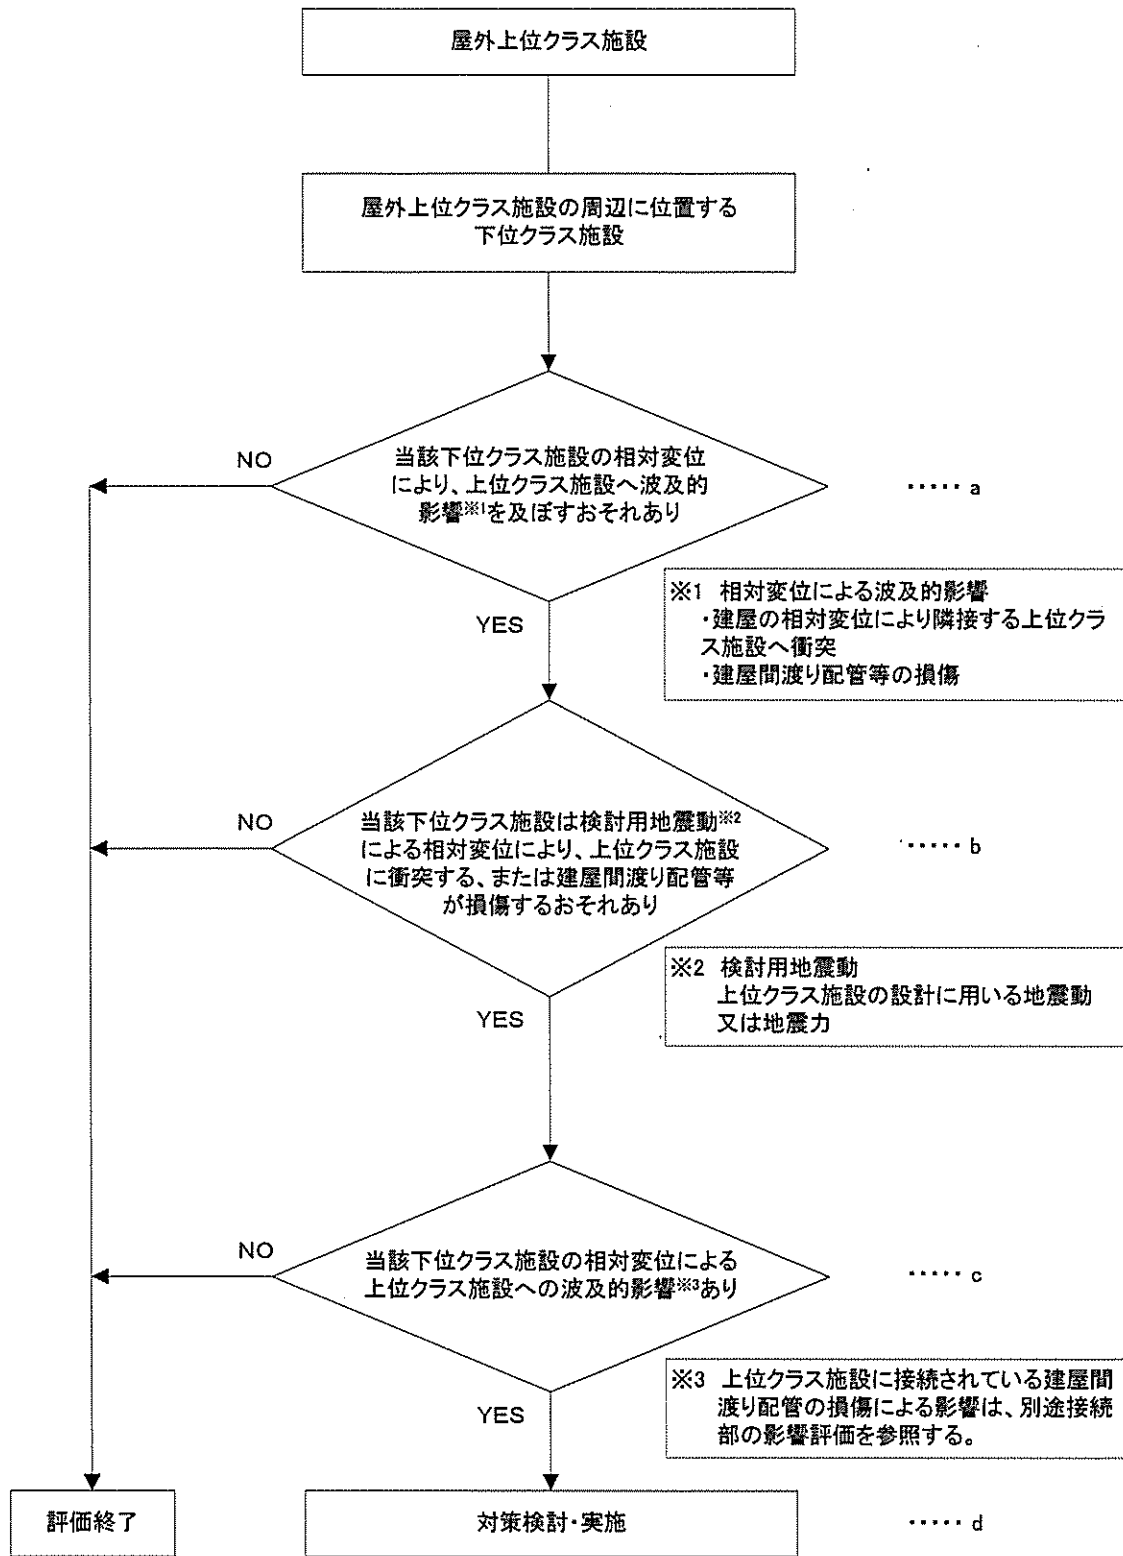 屋外上位クラス施設
屋外上位クラス施設の周辺に位置する
下位クラス施設
NO
当該下位クラス施設の相対変位
により、上位クラス施設へ波及的
影響※1を及ぼすおそれあり
･････ a
※1 相対変位による波及的影響
・建屋の相対変位により隣接する上位クラ
ス施設へ衝突
・建屋間渡り配管等の損傷
YES
NO
当該下位クラス施設は検討用地震動※2
による相対変位により、上位クラス施設
に衝突する、または建屋間渡り配管等
が損傷するおそれあり
･････ b
※2 検討用地震動
上位クラス施設の設計に用いる地震動
又は地震力
YES
NO
当該下位クラス施設の相対変位による
上位クラス施設への波及的影響※3あり
･････ c
※3 上位クラス施設に接続されている建屋間
渡り配管の損傷による影響は、別途接続
部の影響評価を参照する。
YES
評価終了
対策検討・実施
･････ d